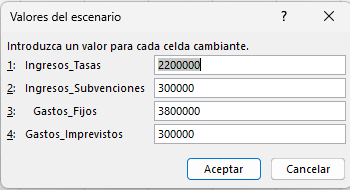 Valores del escenario
Introduzca un valor para cada celda cambiante.
1: Ingresos_Tasas 2200000
2: Ingresos_Subvenciones 300000
3: Gastos_Fijos 3800000
4: Gastos_Imprevistos 300000
Aceptar Cancelar